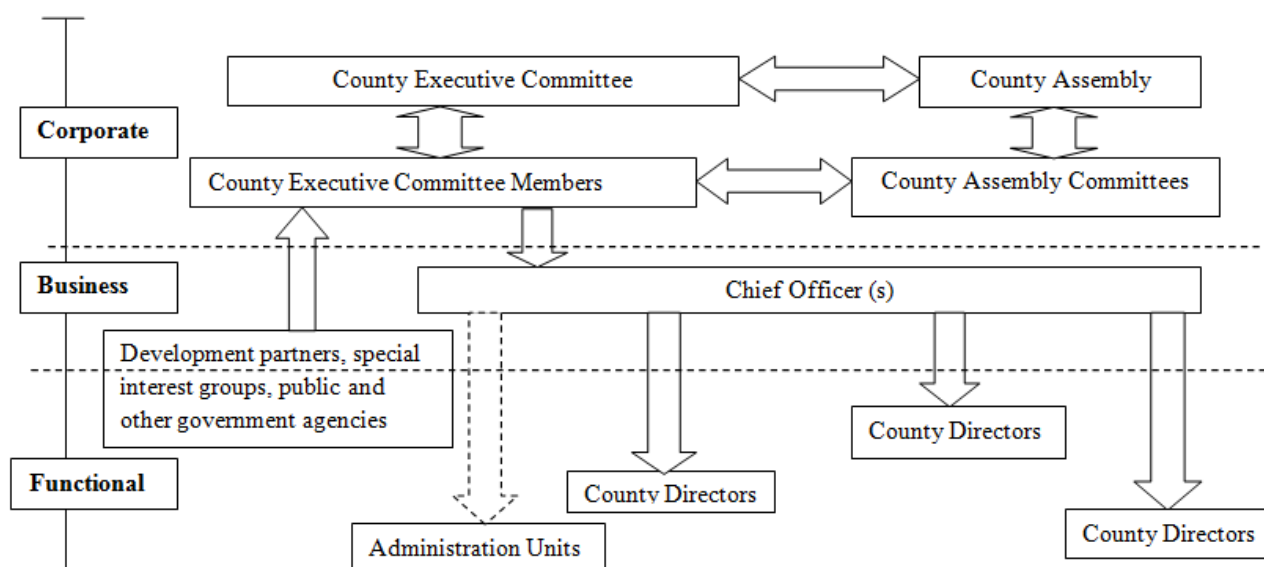 County Executive Committee
County Assembly
Corporate
County Executive Committee Members
County Assembly Committees
Business
Chief Officer (s)
Development partners, special
interest groups, public and
other government agencies
County Directors
Functional
County Directors
County Directors
Administration Units